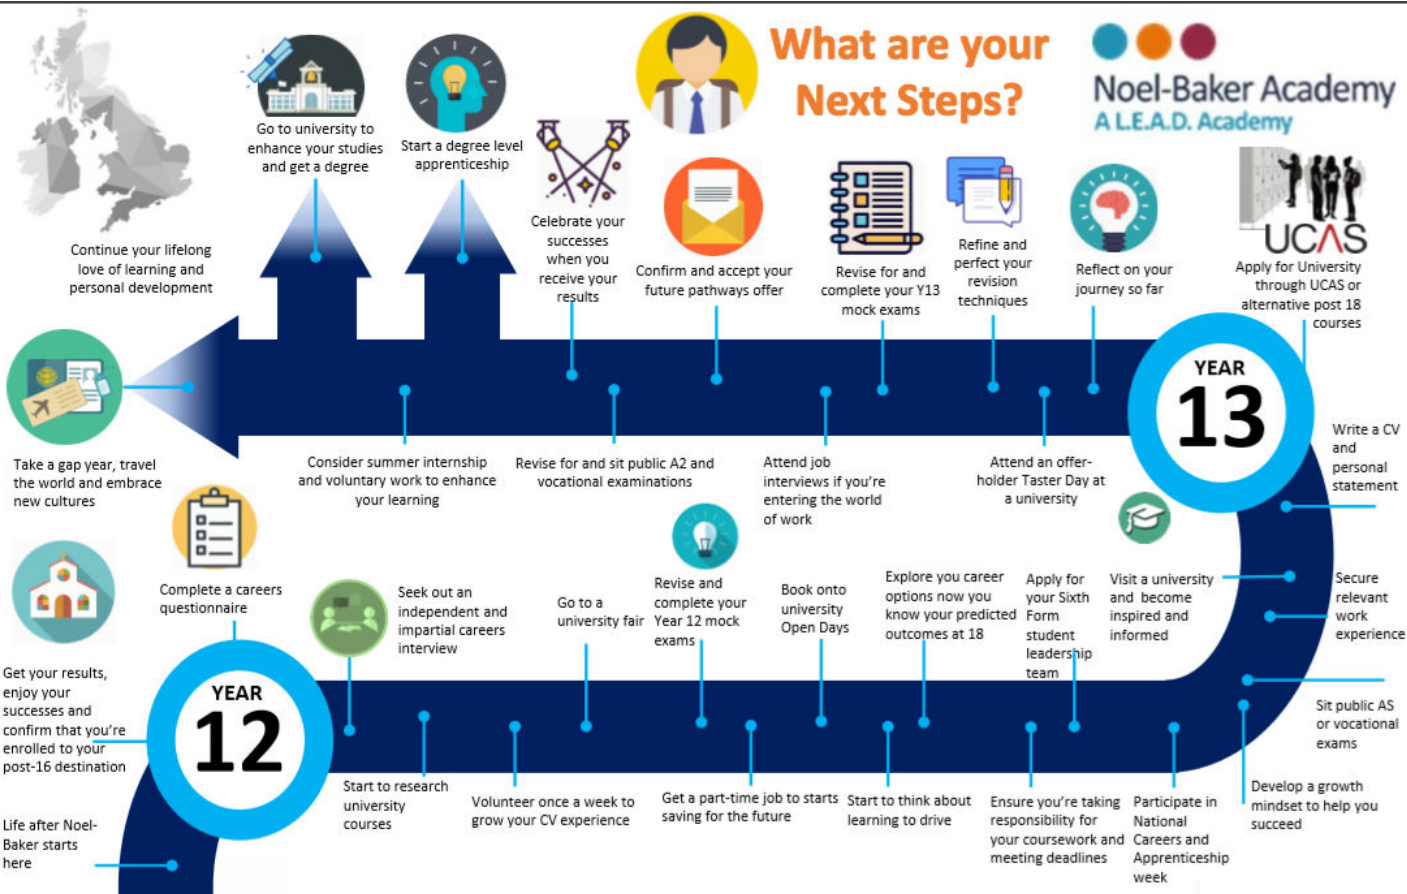 What are your
Next Steps?
Noel-Baker Academy
A L.E.A.D. Academy
Go to university to
enhance your studies
and get a degree
Start a degree level
apprenticeship
Celebrate your
successes
when you
receive your
results
Confirm and accept your
future pathways offer
Revise for and
complete your Y13
mock exams
Refine and
perfect your
revision
techniques
Reflect on your
journey so far
UCAS
Apply for University
through UCAS or
alternative post 18
courses
Continue your lifelong
love of learning and
personal development
YEAR
13
Take a gap year, travel
the world and embrace
new cultures
Consider summer internship
and voluntary work to enhance
your learning
Revise for and sit public A2 and
vocational examinations
Attend job
interviews if you're
entering the world
of work
Attend an offer-
holder Taster Day at
a university
Write a CV
and
personal
statement
Complete a careers
questionnaire
Seek out an
independent and
impartial careers
interview
Go to a
university fair
Revise and
complete your
Year 12 mock
exams
Book onto
university
Open Days
Explore you career
options now you
know your predicted
outcomes at 18
Apply for
your Sixth
Form
student
leadership
team
Visit a university
and become
inspired and
informed
Secure
relevant
work
experience
Get your results,
enjoy your
successes and
confirm that you're
enrolled to your
post-16 destination
YEAR
12
Sit public AS
or vocational
exams
Start to research
university
courses
Volunteer once a week to
grow your CV experience
Get a part-time job to starts
saving for the future
Start to think about
learning to drive
Ensure you're taking
responsibility for
your coursework and
meeting deadlines
Participate in
National
Careers and
Apprenticeship
week
Develop a growth
mindset to help you
succeed
Life after Noel-
Baker starts
here